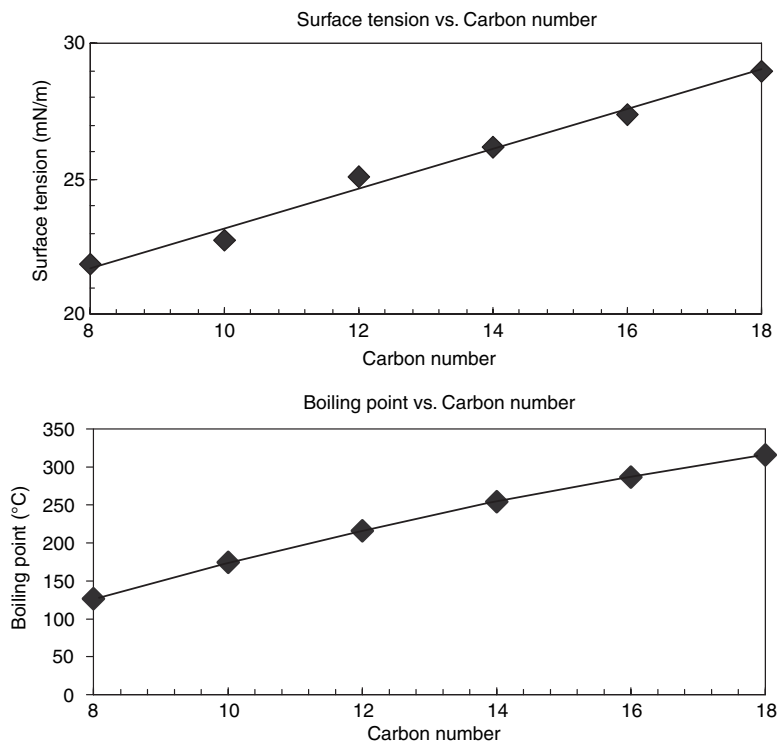 Surface tension vs. Carbon number
30
25
20
Surface tension (mN/m)
8 10 12 14 16 18
Carbon number
Boiling point vs. Carbon number
350
300
250
200
150
100
50
0
Boiling point (°C)
8 10 12 14 16 18
Carbon number